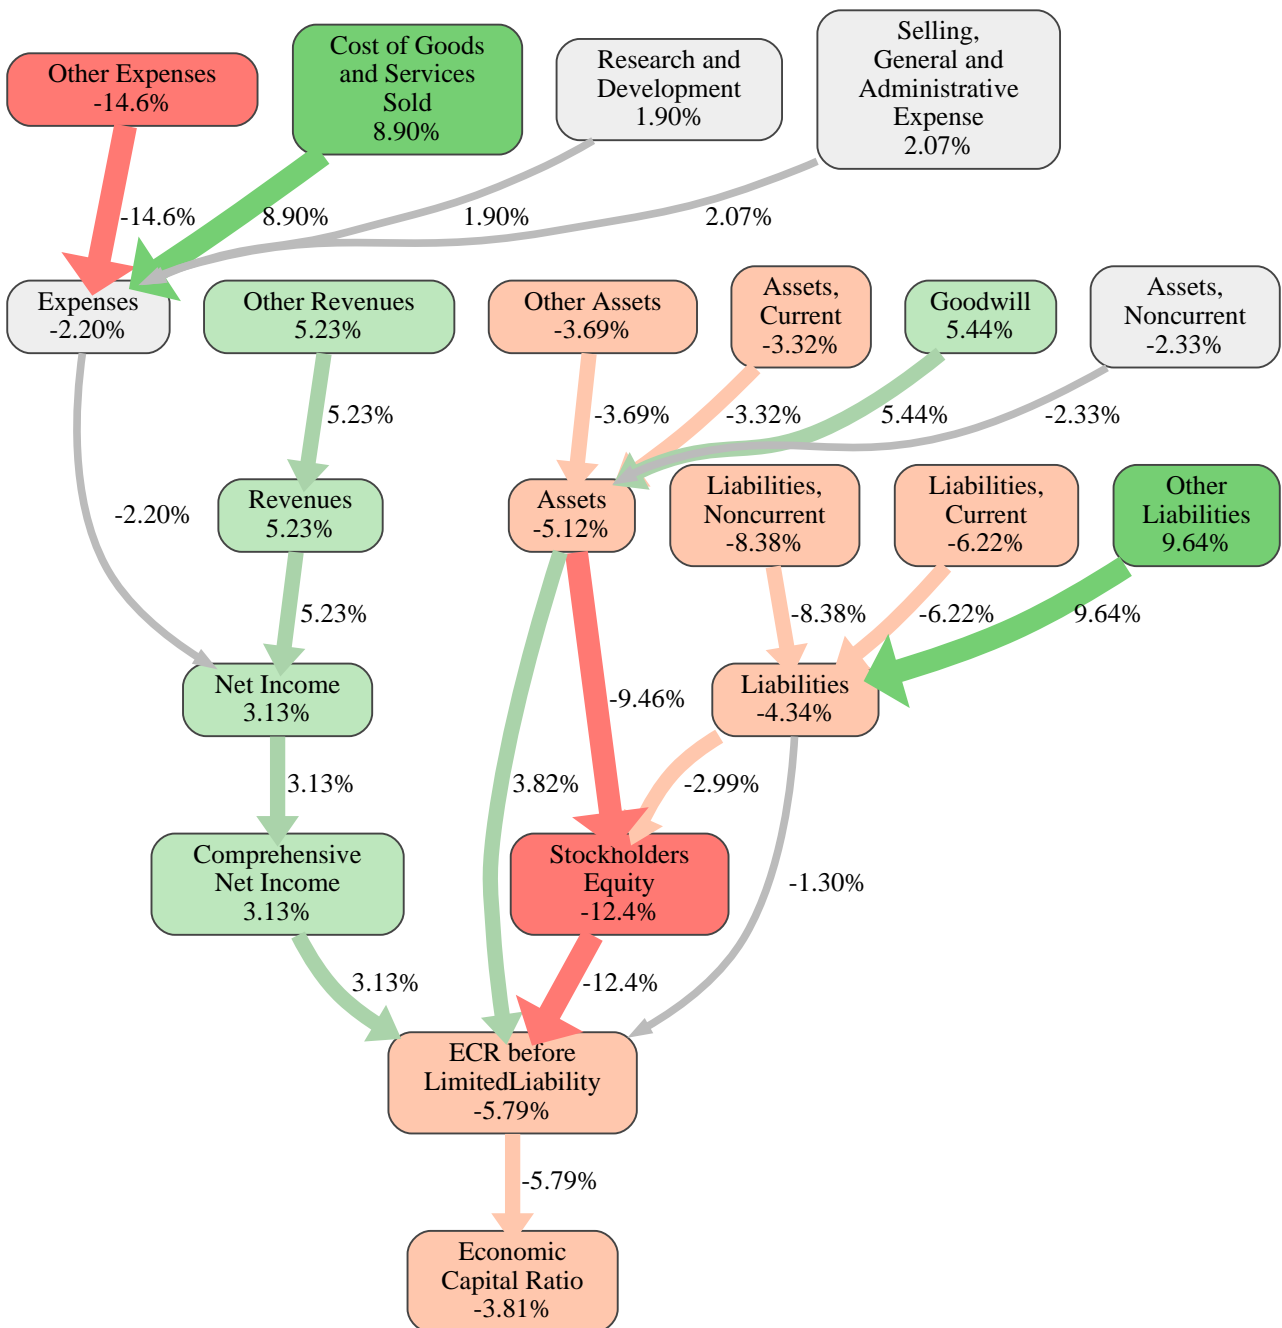 Other Expenses
-14.6%
Cost of Goods
and Services
Sold
8.90%
Research and
Development
1.90%
Selling,
General and
Administrative
Expense
2.07%
-14.6%
8.90%
1.90%
2.07%
Expenses
-2.20%
Other Revenues
5.23%
Other Assets
-3.69%
Assets,
Current
-3.32%
Goodwill
5.44%
Assets,
Noncurrent
-2.33%
5.23%
-3.69%
-3.32%
5.44%
-2.33%
-2.20%
Revenues
5.23%
Assets
-5.12%
Liabilities,
Noncurrent
-8.38%
Liabilities,
Current
-6.22%
Other
Liabilities
9.64%
5.23%
-8.38%
-6.22%
9.64%
Net Income
3.13%
-9.46%
Liabilities
-4.34%
3.13%
3.82%
-2.99%
Comprehensive
Net Income
3.13%
Stockholders
Equity
-12.4%
-1.30%
3.13%
-12.4%
ECR before
LimitedLiability
-5.79%
-5.79%
Economic
Capital Ratio
-3.81%